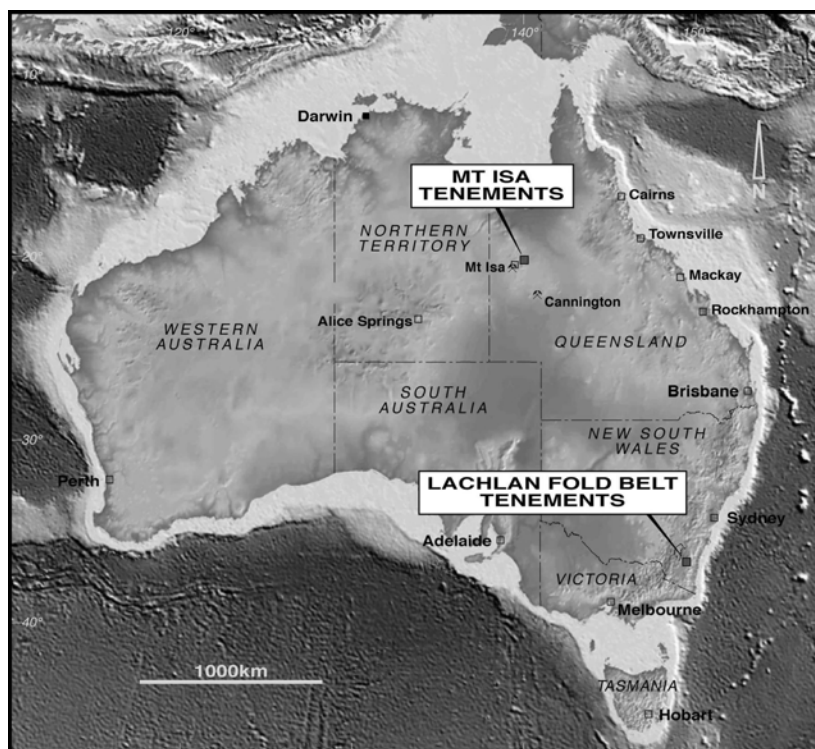 120°
140°
150°
10°
Darwin
MT ISA
TENEMENTS
N
Cairns
NORTHERN
TERRITORY
Townsville
Mt Isa
Mackay
Cannington
Rockhampton
Alice Springs
WESTERN
AUSTRALIA
QUEENSLAND
SOUTH
AUSTRALIA
Brisbane
30°
NEW SOUTH
WALES
Perth
LACHLAN FOLD BELT
TENEMENTS
Sydney
Adelaide
VICTORIA
Melbourne
40°
1000km
TASMANIA
Hobart